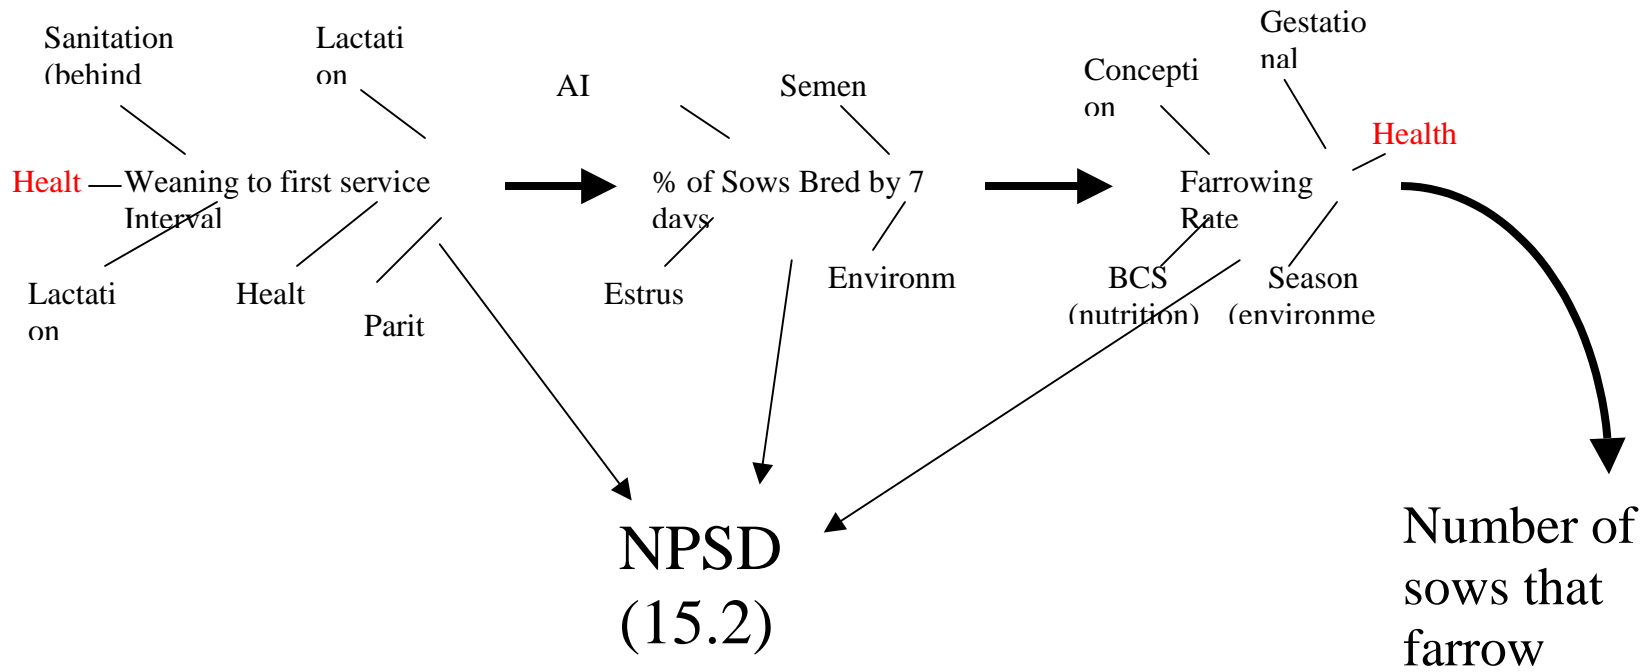 Sanitation
(behind
Lactati
on
AI
Semen
Concepti
on
Gestatio
nal
Health
Healt
Weaning to first service
Interval
% of Sows Bred by 7
days
Farrowing
Rate
Lactati
on
Healt
Parit
Estrus
Environm
BCS
(nutrition)
Season
(environme
NPSD
(15.2)
Number of
sows that
farrow